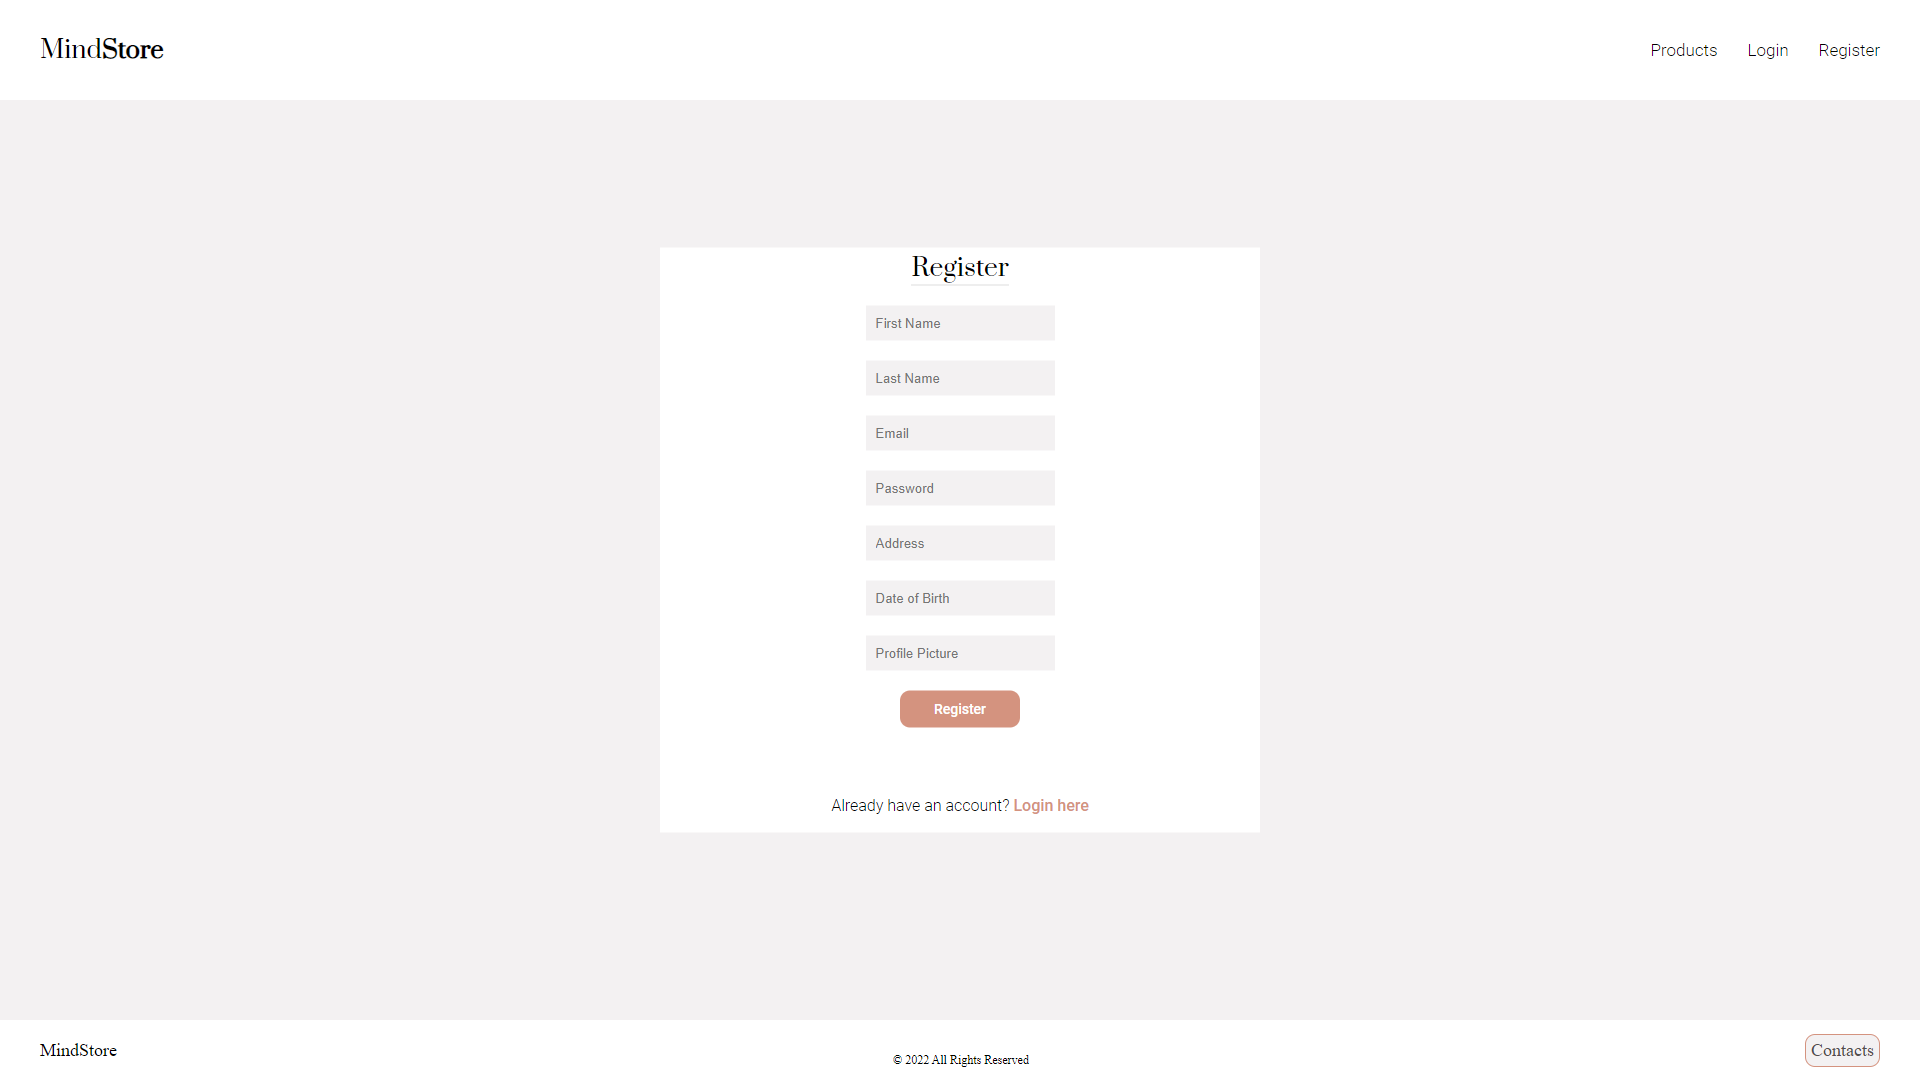 MindStore
Products
Login
Register
Register
First Name
Last Name
Email
Password
Address
Date of Birth
Profile Picture
Register
Already have an account? Login here
MindStore
© 2022 All Rights Reserved
Contacts